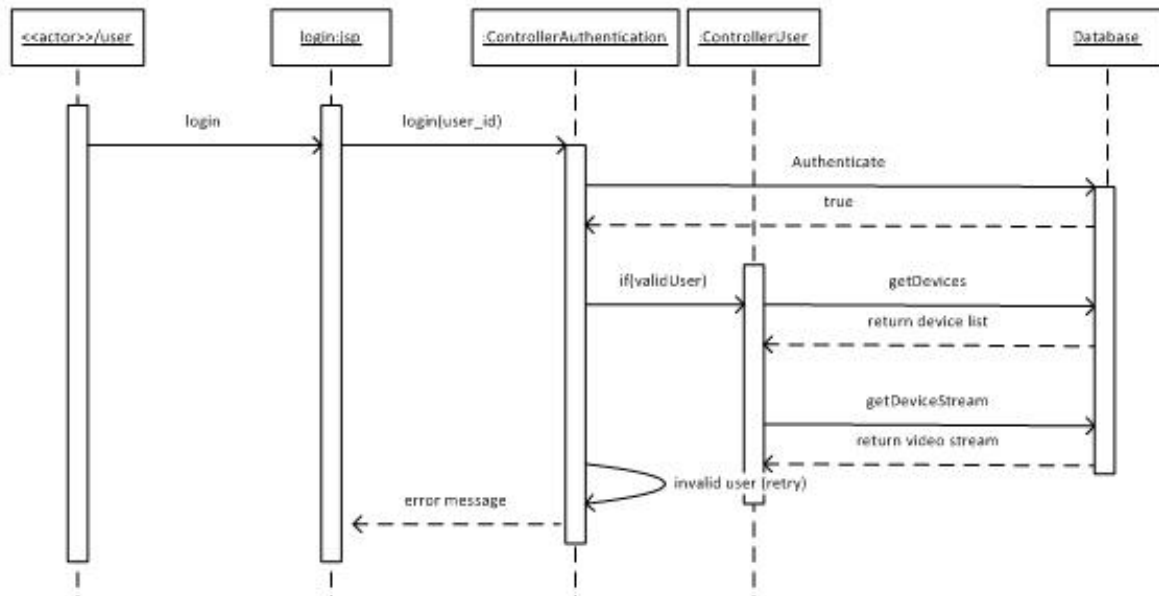 <<actor>>/user
login:jsp
:ControllerAuthentication
:ControllerUser
Database
login
login(user_id)
Authenticate
true
if(validUser)
getDevices
return device list
getDeviceStream
return video stream
invalid user (retry)
error message